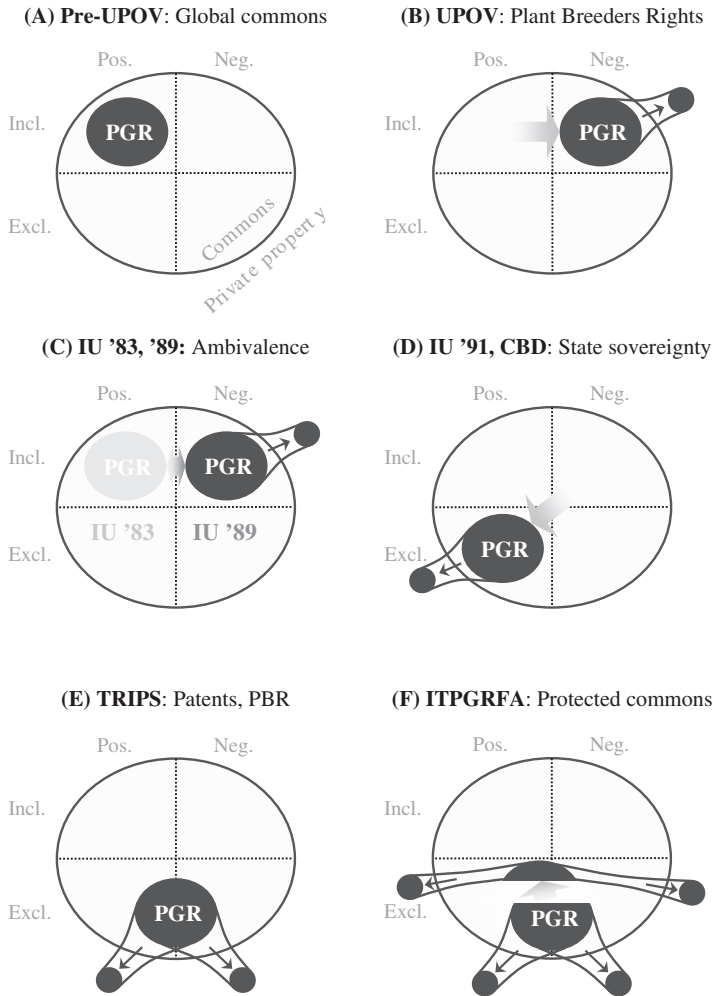 (A) Pre-UPOV: Global commons
Pos. Neg.
Incl.
PGR
Excl.
Commons
Private property
(B) UPOV: Plant Breeders Rights
Pos. Neg.
Incl.
PGR
Excl.
(C) IU ’83, ’89: Ambivalence
Pos. Neg.
Incl.
PGR PGR
IU ’83 IU ’89
Excl.
(D) IU ’91, CBD: State sovereignty
Pos. Neg.
Incl.
PGR
Excl.
(E) TRIPS: Patents, PBR
Pos. Neg.
Incl.
Excl.
PGR
(F) ITPGRFA: Protected commons
Pos. Neg.
Incl.
Excl.
PGR